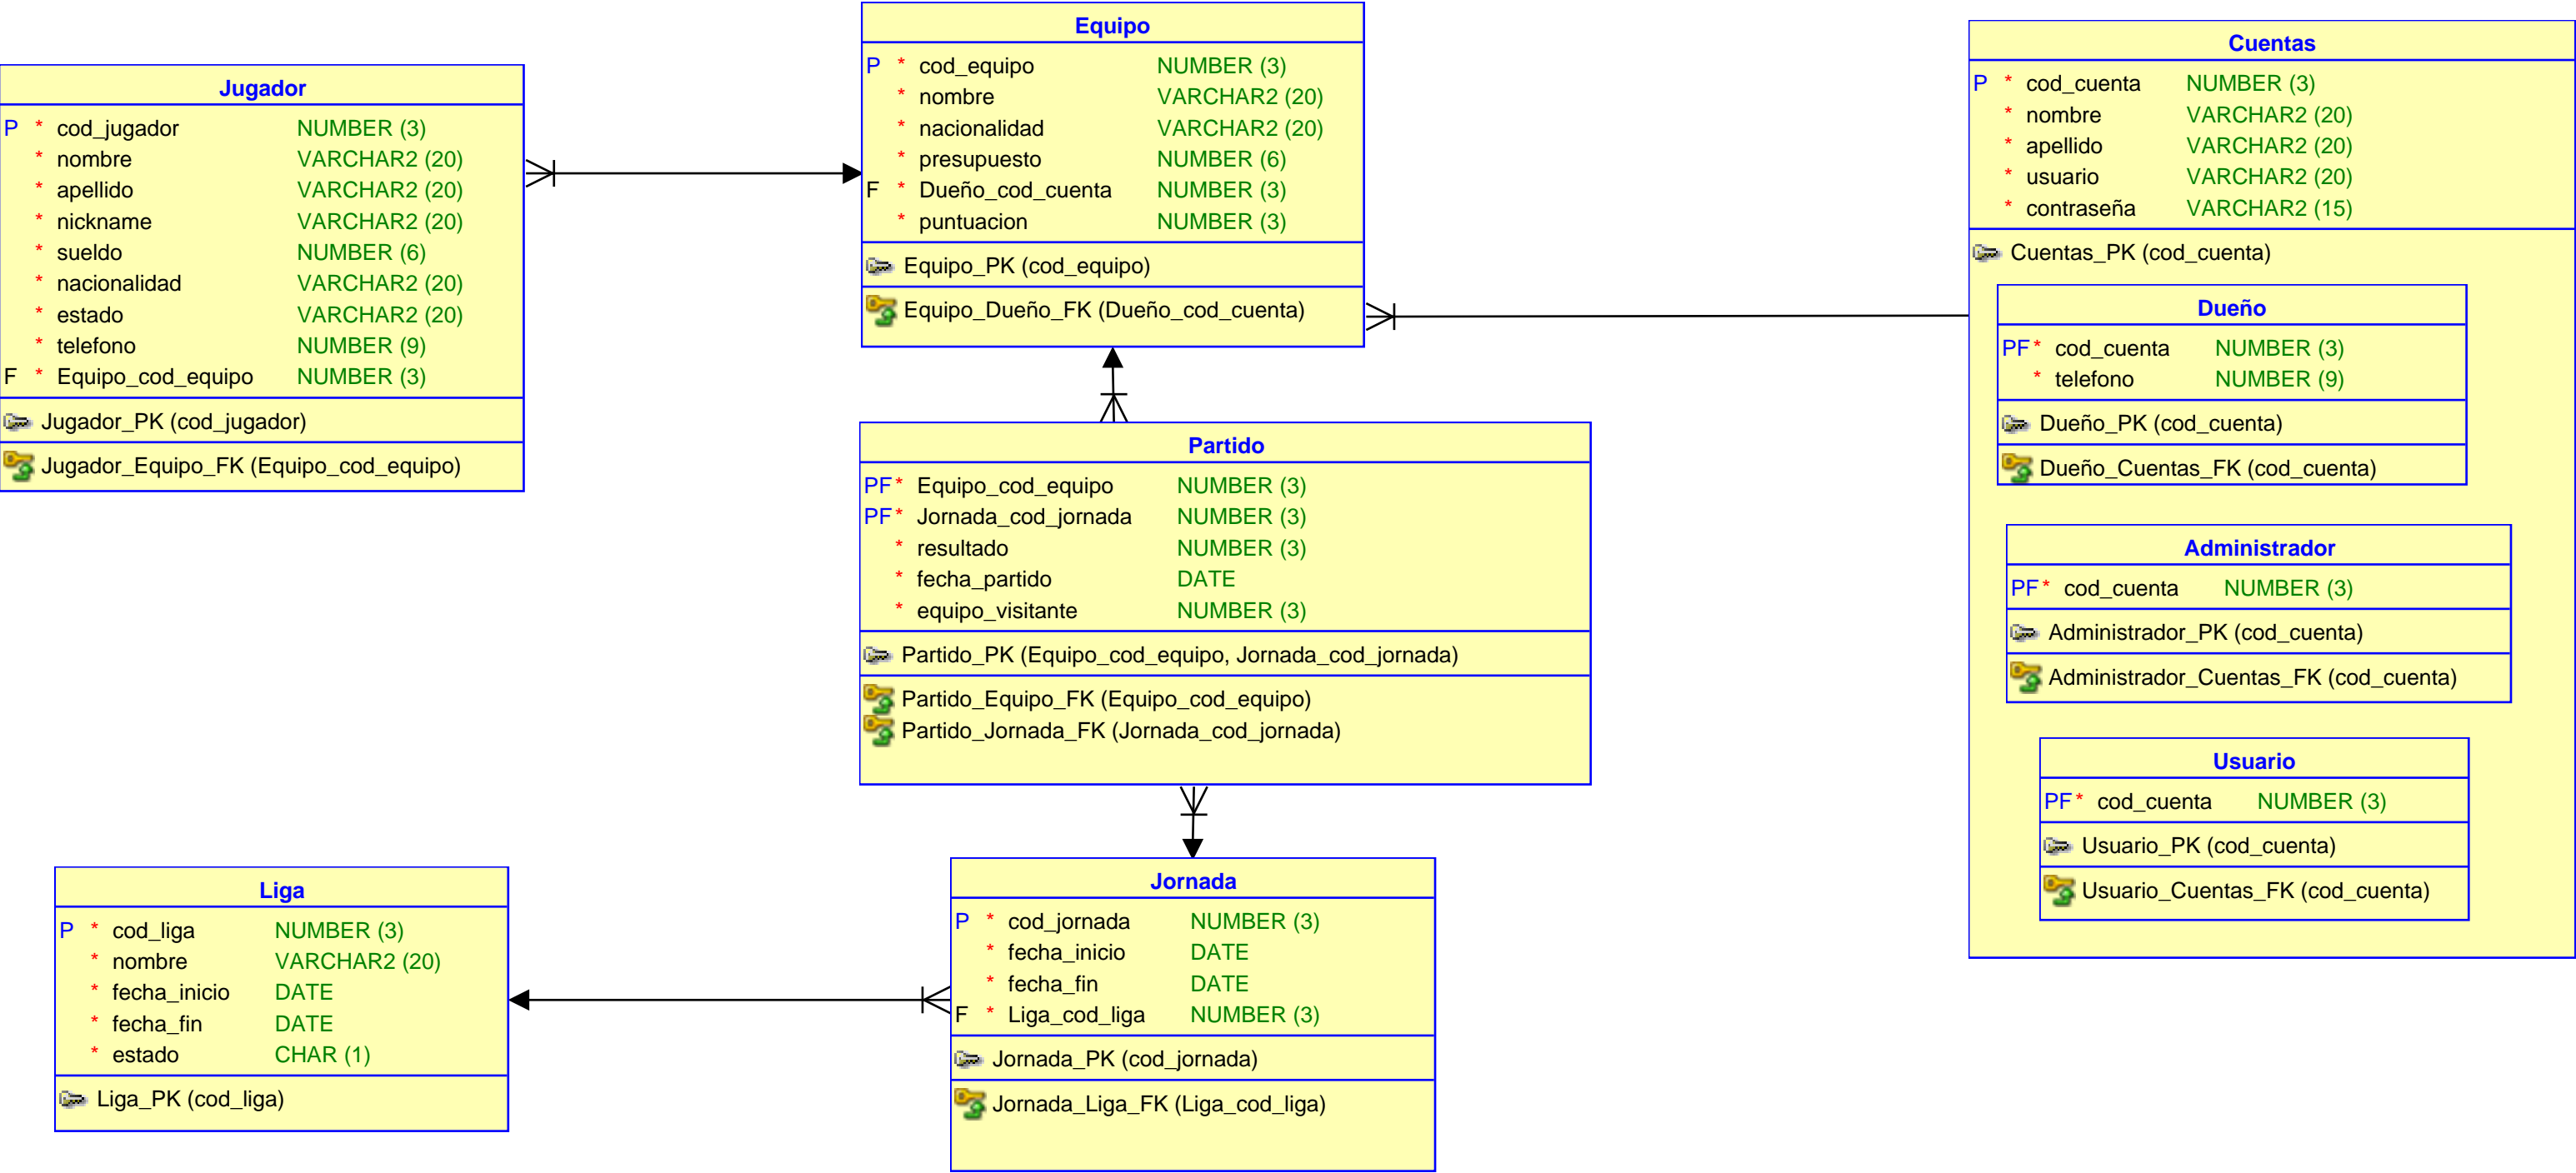 Jugador
P * cod_jugador NUMBER (3)
* nombre VARCHAR2 (20)
* apellido VARCHAR2 (20)
* nickname VARCHAR2 (20)
* sueldo NUMBER (6)
* nacionalidad VARCHAR2 (20)
* estado VARCHAR2 (20)
* telefono NUMBER (9)
F * Equipo_cod_equipo NUMBER (3)
Jugador_PK (cod_jugador)
Jugador_Equipo_FK (Equipo_cod_equipo)
Equipo
P * cod_equipo NUMBER (3)
* nombre VARCHAR2 (20)
* nacionalidad VARCHAR2 (20)
* presupuesto NUMBER (6)
F * Dueño_cod_cuenta NUMBER (3)
* puntuacion NUMBER (3)
Equipo_PK (cod_equipo)
Equipo_Dueño_FK (Dueño_cod_cuenta)
Cuentas
P * cod_cuenta NUMBER (3)
* nombre VARCHAR2 (20)
* apellido VARCHAR2 (20)
* usuario VARCHAR2 (20)
* contraseña VARCHAR2 (15)
Cuentas_PK (cod_cuenta)
Dueño
PF * cod_cuenta NUMBER (3)
* telefono NUMBER (9)
Dueño_PK (cod_cuenta)
Dueño_Cuentas_FK (cod_cuenta)
Administrador
PF * cod_cuenta NUMBER (3)
Administrador_PK (cod_cuenta)
Administrador_Cuentas_FK (cod_cuenta)
Usuario
PF * cod_cuenta NUMBER (3)
Usuario_PK (cod_cuenta)
Usuario_Cuentas_FK (cod_cuenta)
Partido
PF * Equipo_cod_equipo NUMBER (3)
PF * Jornada_cod_jornada NUMBER (3)
* resultado NUMBER (3)
* fecha_partido DATE
* equipo_visitante NUMBER (3)
Partido_PK (Equipo_cod_equipo, Jornada_cod_jornada)
Partido_Equipo_FK (Equipo_cod_equipo)
Partido_Jornada_FK (Jornada_cod_jornada)
Liga
P * cod_liga NUMBER (3)
* nombre VARCHAR2 (20)
* fecha_inicio DATE
* fecha_fin DATE
* estado CHAR (1)
Liga_PK (cod_liga)
Jornada
P * cod_jornada NUMBER (3)
* fecha_inicio DATE
* fecha_fin DATE
F * Liga_cod_liga NUMBER (3)
Jornada_PK (cod_jornada)
Jornada_Liga_FK (Liga_cod_liga)